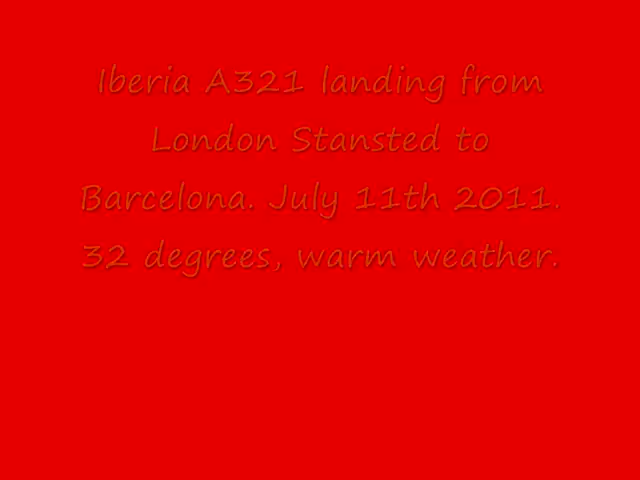 Iberia A321 landing from
London Stansted to
Barcelona. July 11th 2011.
32 degrees, warm weather.